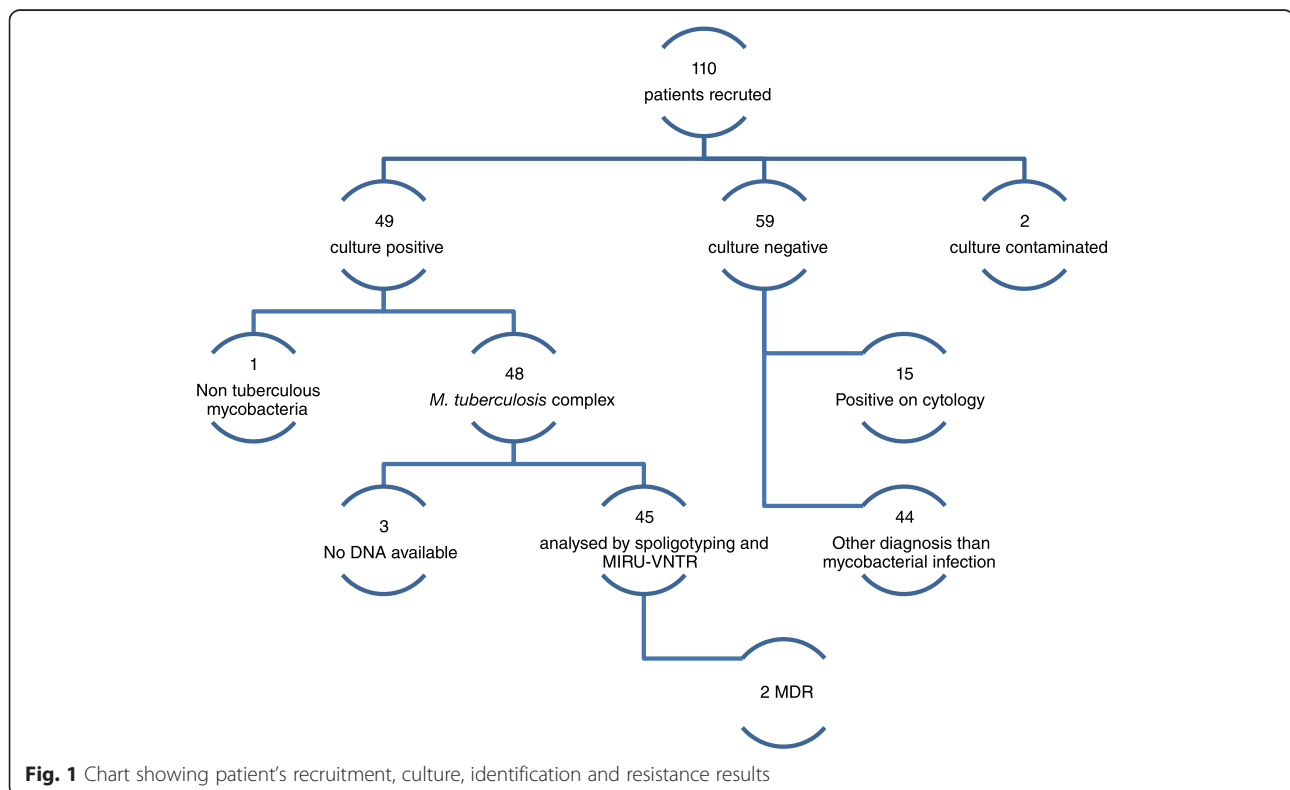 110
patients recruted
49
culture positive
59
culture negative
2
culture contaminated
1
Non tuberculous
mycobacteria
48
M. tuberculosis complex
15
Positive on cytology
3
No DNA available
45
analysed by spoligotyping and
MIRU-VNTR
44
Other diagnosis than
mycobacterial infection
2 MDR
Fig. 1 Chart showing patient's recruitment, culture, identification and resistance results